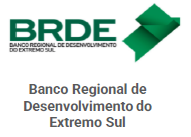 BRDE
BANCO REGIONAL DE DESENVOLVIMENTO
DO EXTREMO SUL
Banco Regional de
Desenvolvimento do
Extremo Sul